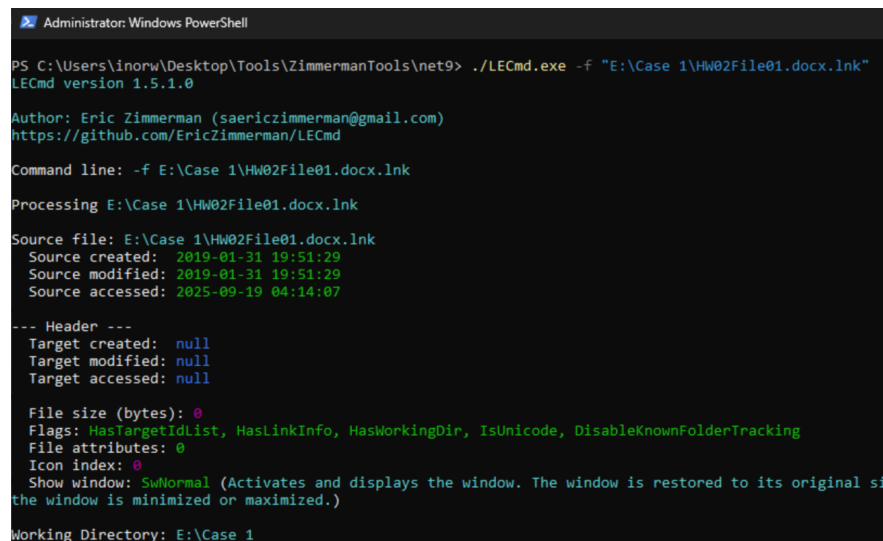 Administrator: Windows PowerShell
PS C:\Users\inorw\Desktop\Tools\ZimmermanTools\net9> ./LECmd.exe -f "E:\Case 1\HW02File01.docx.lnk"
LECmd version 1.5.1.0
Author: Eric Zimmerman (saericzimmerman@gmail.com)
https://github.com/EricZimmerman/LECmd
Command line: -f E:\Case 1\HW02File01.docx.lnk
Processing E:\Case 1\HW02File01.docx.lnk
Source file: E:\Case 1\HW02File01.docx.lnk
Source created:  2019-01-31 19:51:29
Source modified: 2019-01-31 19:51:29
Source accessed: 2025-09-19 04:14:07
--- Header ---
Target created:  null
Target modified: null
Target accessed: null
File size (bytes): 0
Flags: HasTargetIdList, HasLinkInfo, HasWorkingDir, IsUnicode, DisableKnownFolderTracking
File attributes: 0
Icon index: 0
Show window: SwNormal (Activates and displays the window. The window is restored to its original si
the window is minimized or maximized.)
Working Directory: E:\Case 1